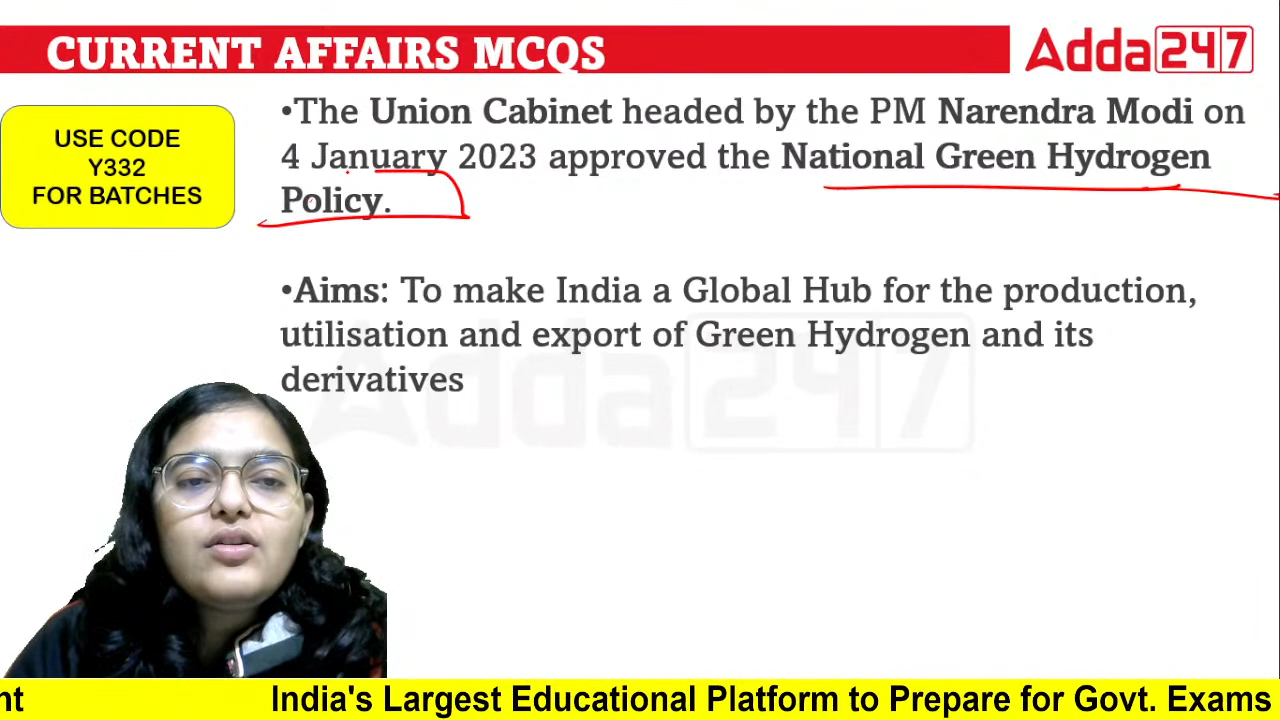 CURRENT AFFAIRS MCQS
Adda247
USE CODE
Y332
FOR BATCHES
•The Union Cabinet headed by the PM Narendra Modi on
4 January 2023 approved the National Green Hydrogen
Policy.
•Aims: To make India a Global Hub for the production,
utilisation and export of Green Hydrogen and its
derivatives
Adda247
nt India's Largest Educational Platform to Prepare for Govt. Exams